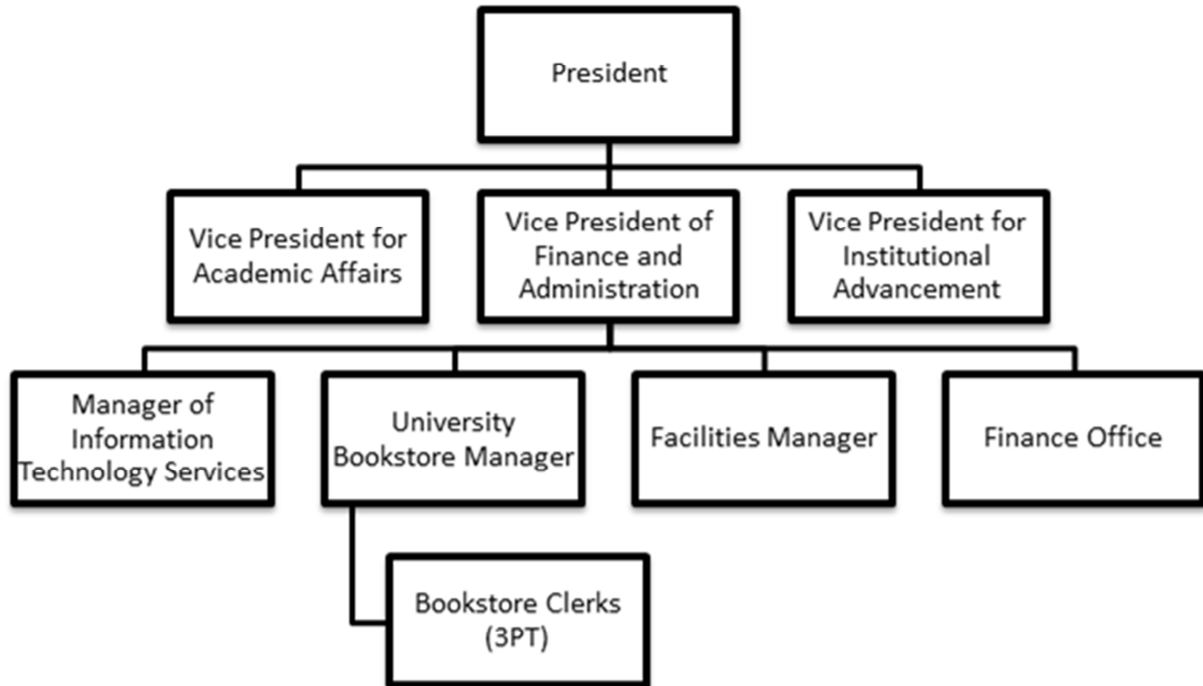 President
Vice President for
Academic Affairs
Vice President of
Finance and
Administration
Vice President for
Institutional
Advancement
Manager of
Information
Technology Services
University
Bookstore Manager
Facilities Manager
Finance Office
Bookstore Clerks
(3PT)